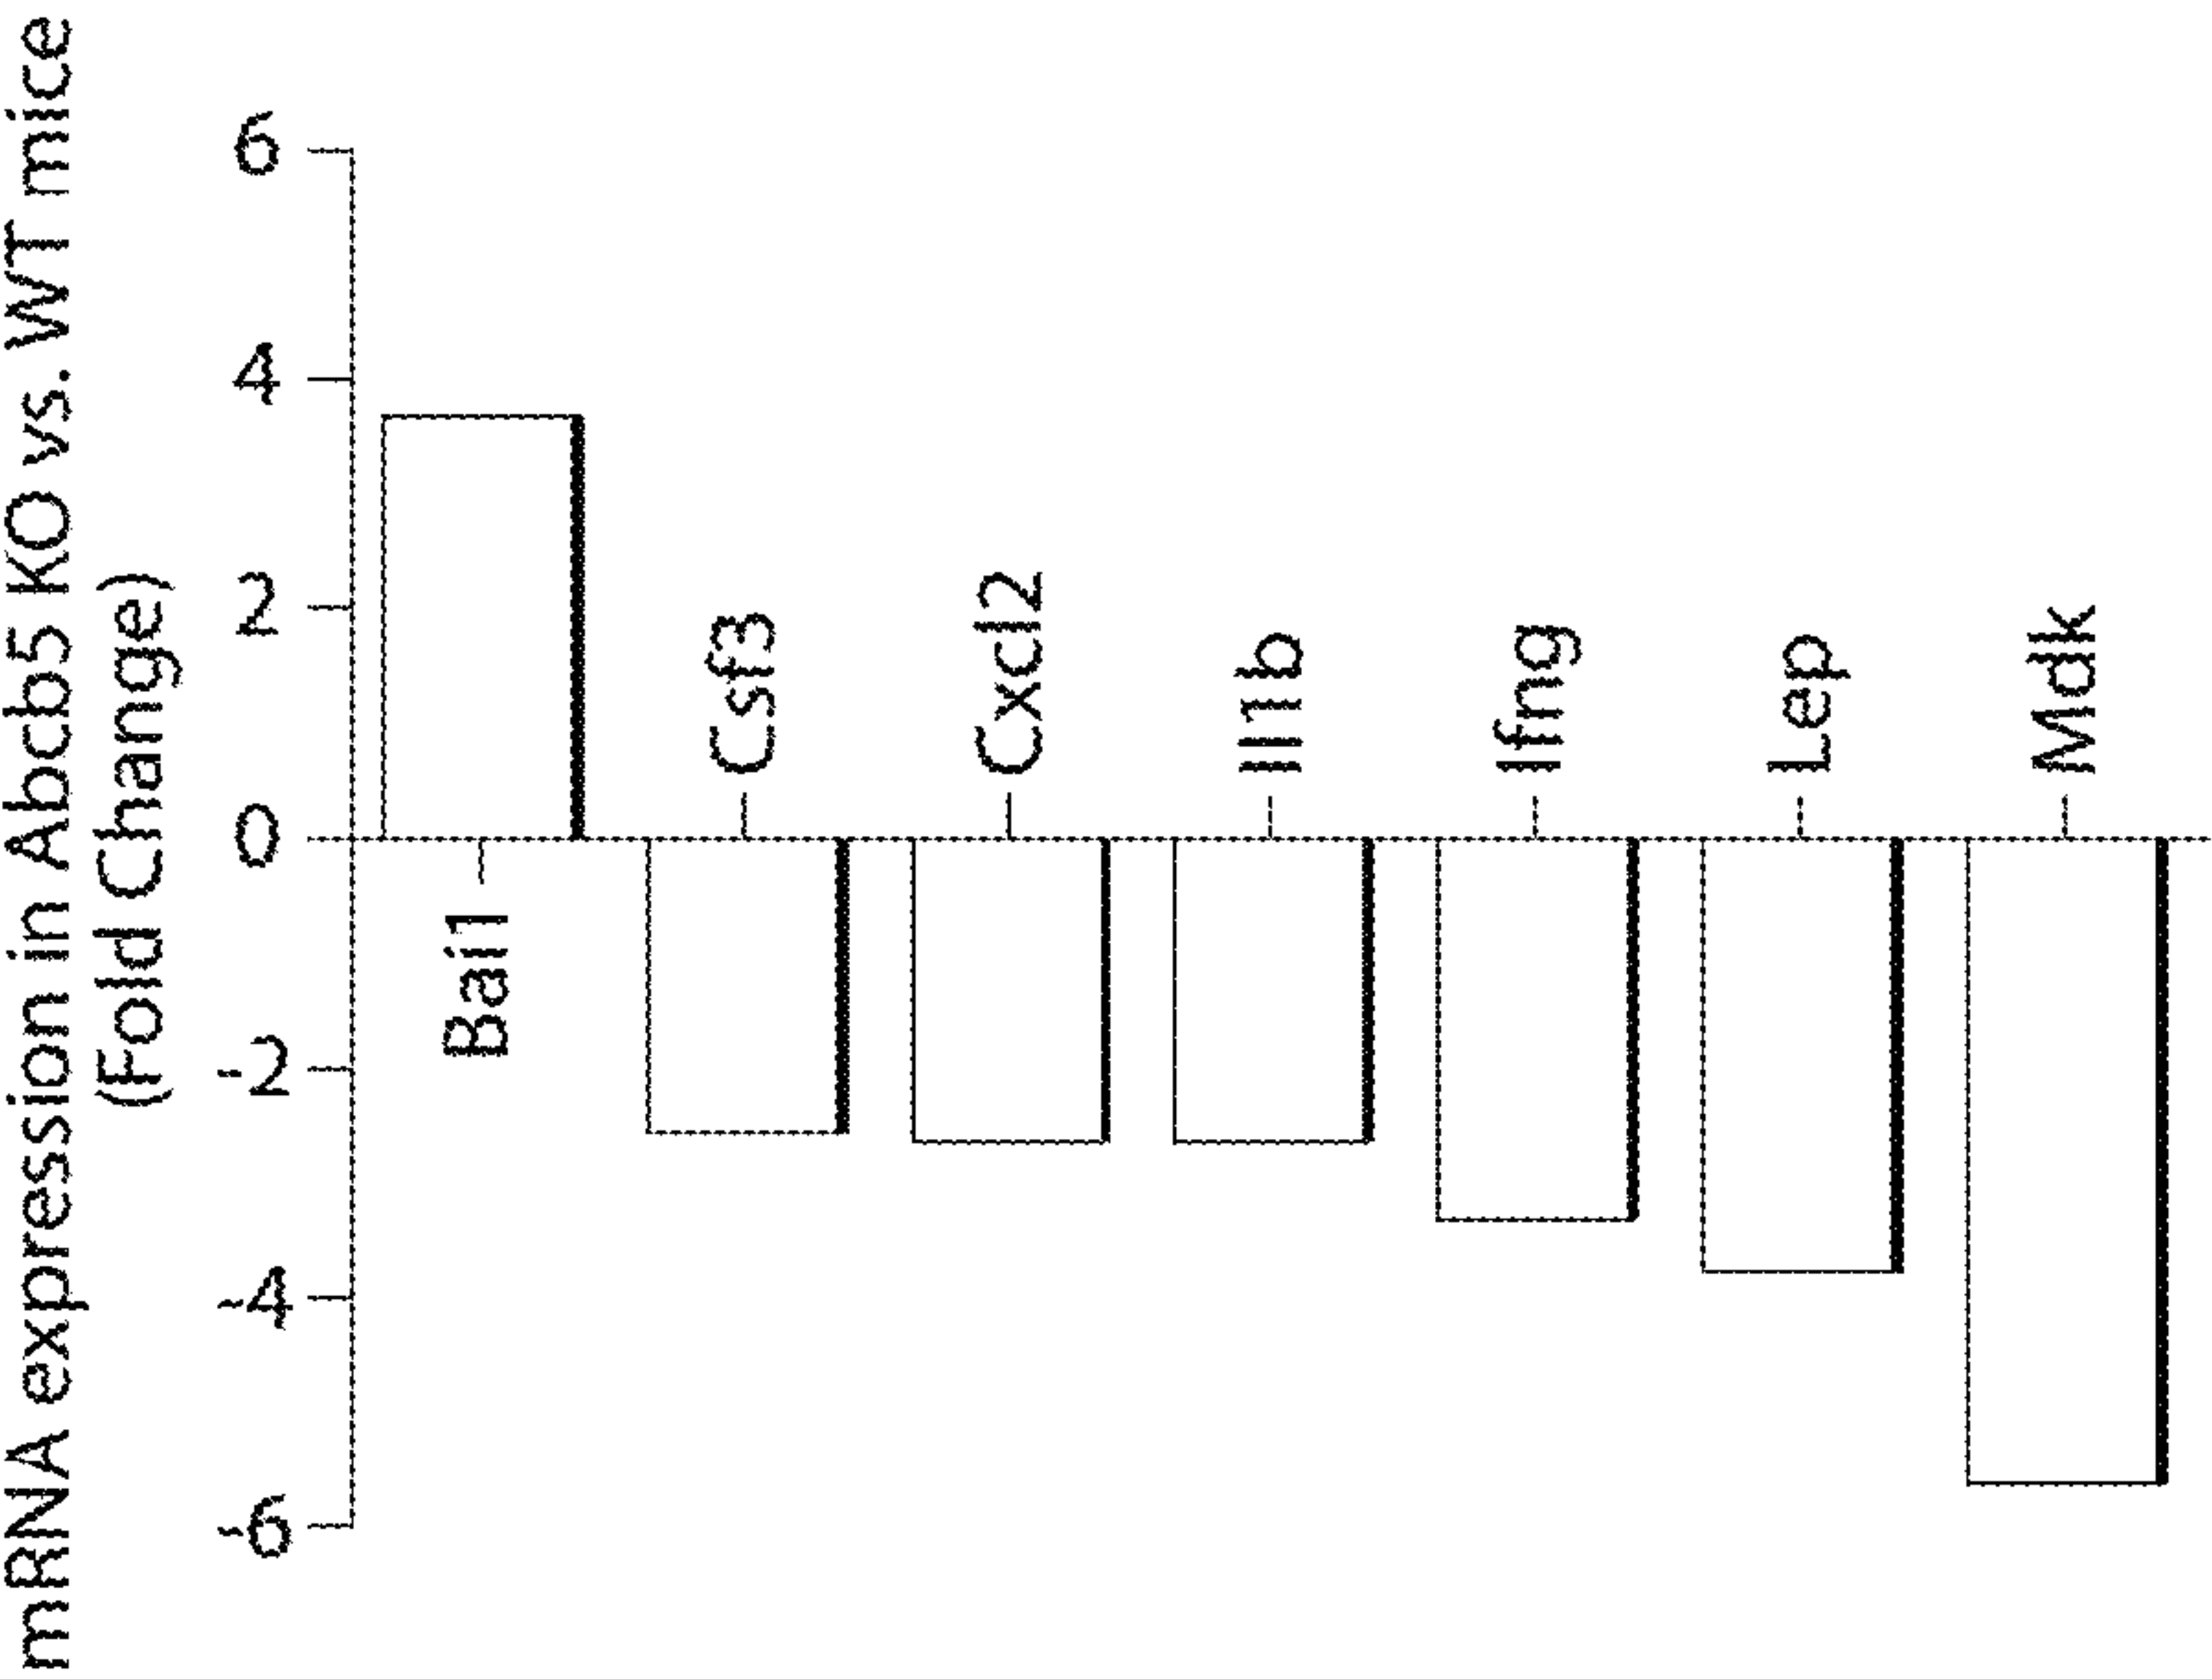 mRNA expression in Abcb5 KO vs. WT mice
(Fold Change)
6
4
2
0
-2
-4
-6
Bai1
Csf3
Cxcl2
Il1b
Ifng
Lep
Mdk